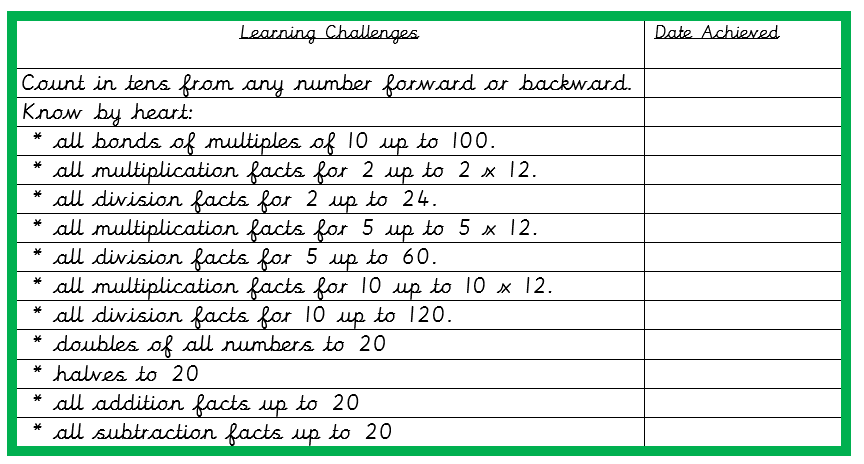 Learning Challenges Date Achieved
Count in tens from any number forward or backward.
Know by heart:
* all bonds of multiples of 10 up to 100.
* all multiplication facts for 2 up to 2 x 12.
* all division facts for 2 up to 24.
* all multiplication facts for 5 up to 5 x 12.
* all division facts for 5 up to 60.
* all multiplication facts for 10 up to 10 x 12.
* all division facts for 10 up to 120.
* doubles of all numbers to 20
* halves to 20
* all addition facts up to 20
* all subtraction facts up to 20